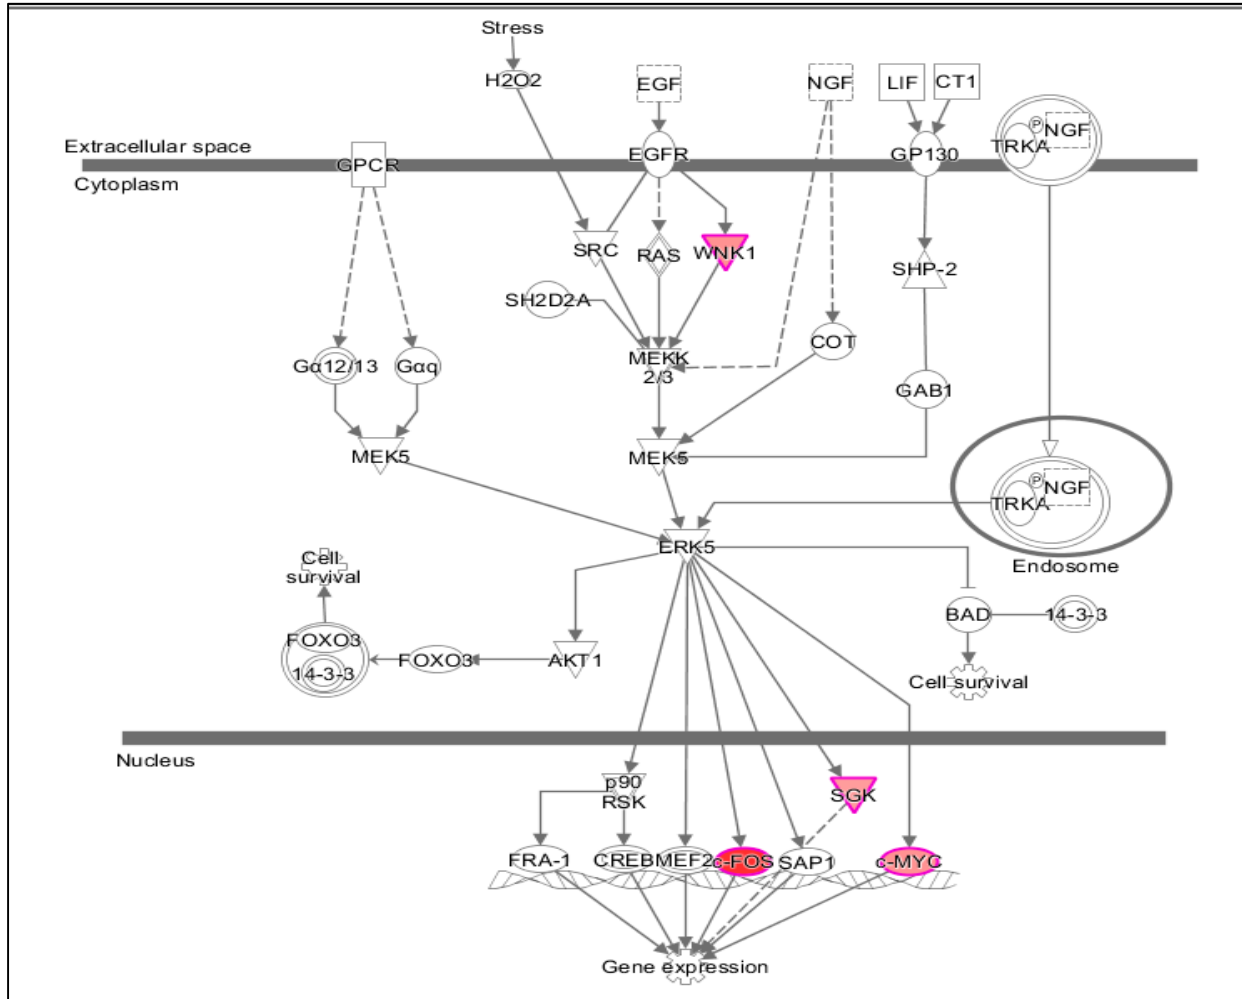 Stress
H2O2
EGF
NGF
LIF
CT1
P
NGF
TRKA
Extracellular space
GPCR
EGFR
GP130
Cytoplasm
SRC
RAS
WNK1
SHP-2
SH2D2A
COT
MEKK
2/3
Gα12/13
Gαq
GAB1
MEK5
MEK5
P
NGF
TRKA
ERK5
Endosome
Cell
survival
BAD
14-3-3
FOXO3
14-3-3
FOXO3
AKT1
Cell survival
Nucleus
p90
RSK
SGK
FRA-1
CREB
MEF2
c-FOS
SAP1
c-MYC
Gene expression